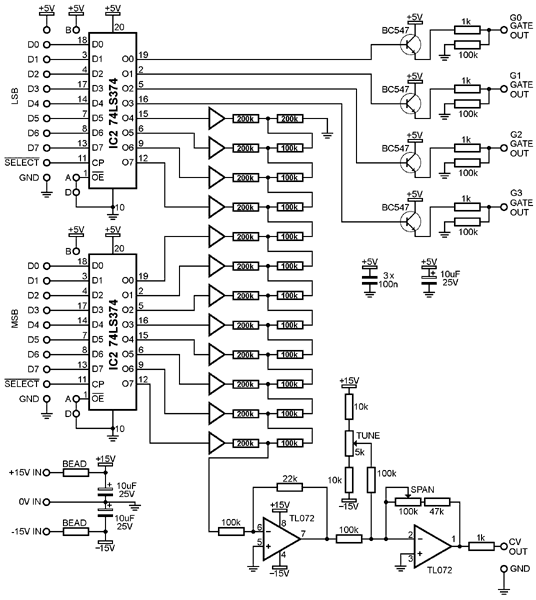 +5V +5V +5V
B
20
D0 18 D0 O0 19
D1 3 D1 O1 2
D2 4 D2 O2 5
D3 17 D3 O3 16
D4 5 D4 O4 15
D5 6 D5 O5 6
D6 8 D6 O6 9
D7 13 D7 O7 12
SELECT 11 CP
GND A 1 OE
D
10
LSB
IC2 74LS374
+5V
BC547
1k
100k
G0
GATE
OUT
+5V
BC547
1k
100k
G1
GATE
OUT
+5V
BC547
1k
100k
G2
GATE
OUT
+5V
BC547
1k
100k
G3
GATE
OUT
200k 200k
200k 100k
200k 100k
200k 100k
200k 100k
200k 100k
200k 100k
200k 100k
200k 100k
200k 100k
200k 100k
200k 200k
+5V
3x
100n
+5V
+
10uF
25V
+5V +5V
B
20
D0 18 D0 O0 19
D1 3 D1 O1 2
D2 4 D2 O2 5
D3 17 D3 O3 16
D4 5 D4 O4 15
D5 6 D5 O5 6
D6 8 D6 O6 9
D7 13 D7 O7 12
SELECT 11 CP
GND A 1 OE
D
10
MSB
IC2 74LS374
+15V IN BEAD +15V
+ 10uF
25V
0V IN
+ 10uF
25V
-15V IN BEAD
-15V
+15V
10k
TUNE
5k
10k
-15V
100k
22k
+15V
100k
6 - 8 TL072
7
5 + 4
-15V
100k
SPAN
100k 47k
2 -
1
3 +
TL072
1k
CV
OUT
GND